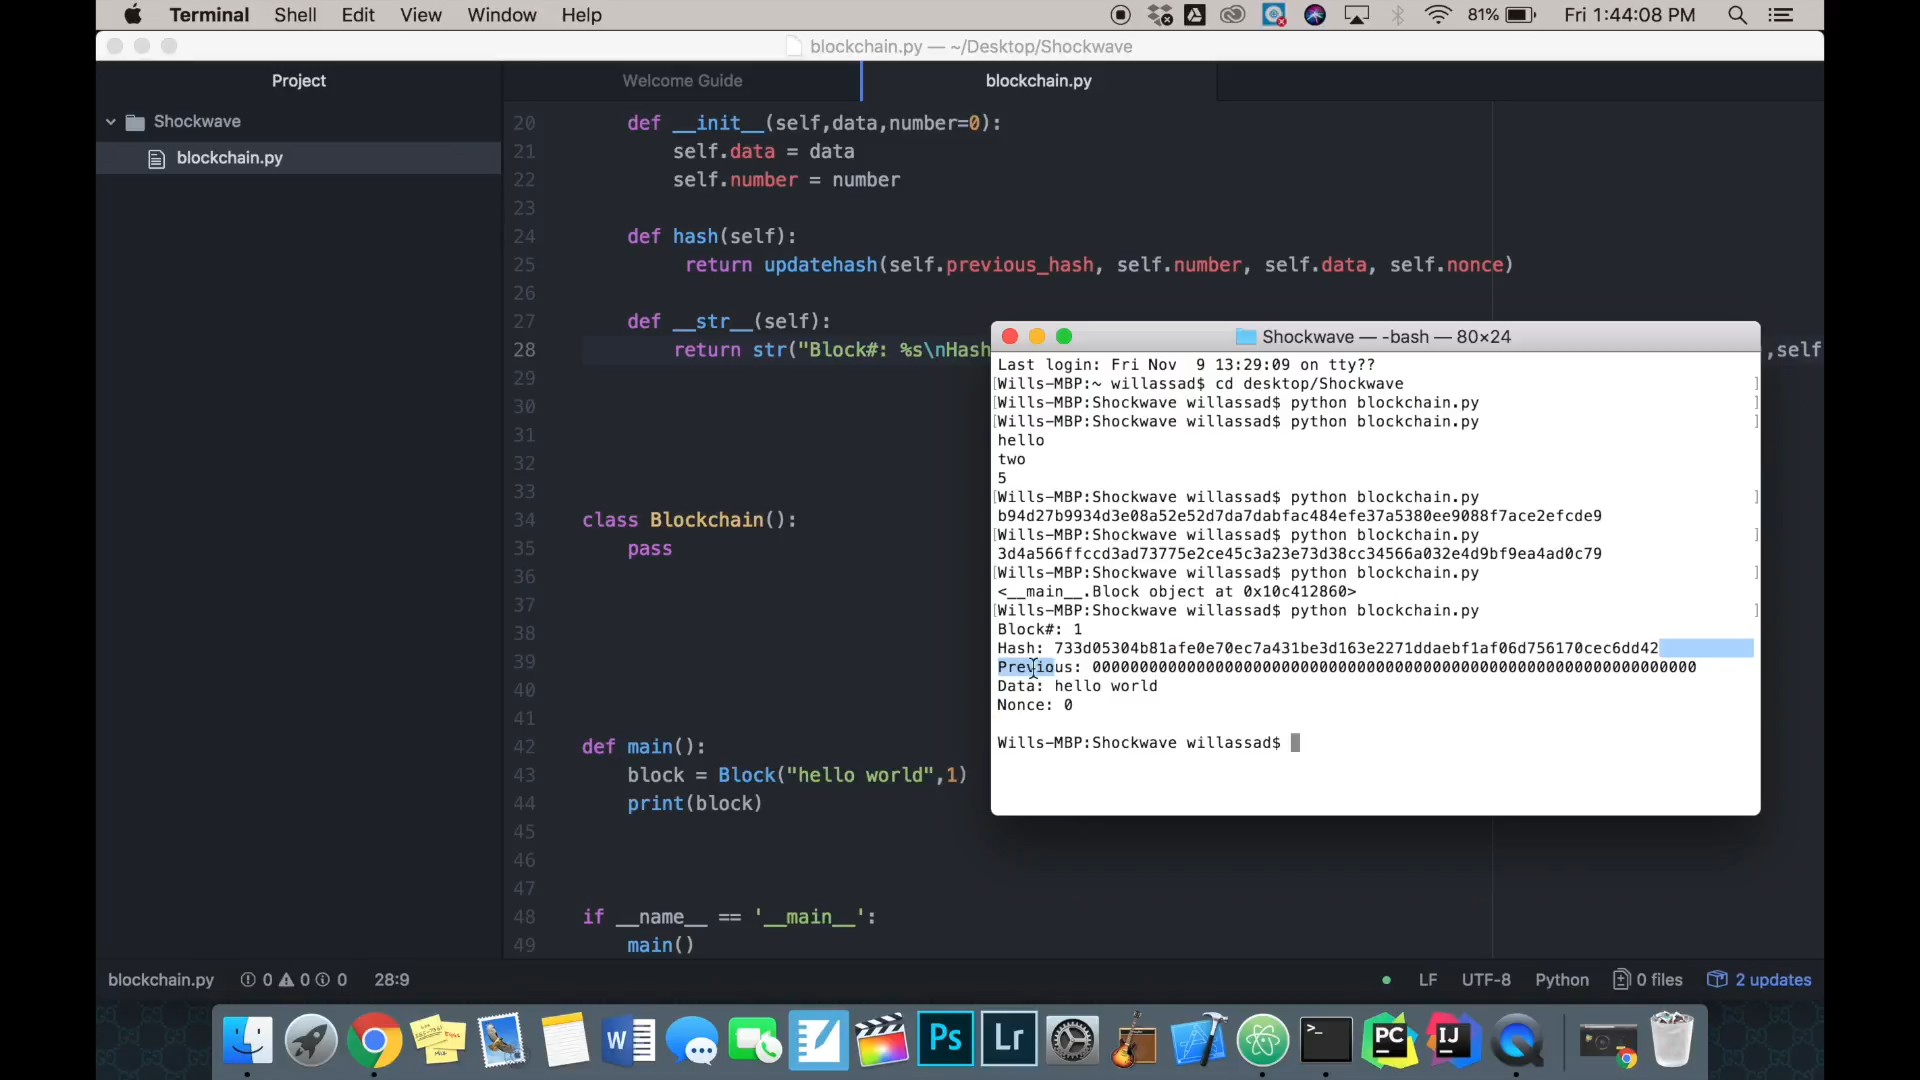 Terminal Shell Edit View Window Help 81% Fri 1:44:08 PM
blockchain.py — ~/Desktop/Shockwave
Project Welcome Guide blockchain.py
Shockwave
blockchain.py
20 def __init__(self,data,number=0):
21 self.data = data
22 self.number = number
23
24 def hash(self):
25 return updatehash(self.previous_hash, self.number, self.data, self.nonce)
26
27 def __str__(self):
28 return str("Block#: %s\nHash ,self
29
30
31
32
33
34 class Blockchain():
35 pass
36
37
38
39
40
41
42 def main():
43 block = Block("hello world",1)
44 print(block)
45
46
47
48 if __name__ == '__main__':
49 main()
Shockwave — -bash — 80×24
Last login: Fri Nov 9 13:29:09 on tty??
[Wills-MBP:~ willassad$ cd desktop/Shockwave ]
[Wills-MBP:Shockwave willassad$ python blockchain.py ]
[Wills-MBP:Shockwave willassad$ python blockchain.py ]
hello
two
5
[Wills-MBP:Shockwave willassad$ python blockchain.py ]
b94d27b9934d3e08a52e52d7da7dabfac484efe37a5380ee9088f7ace2efcde9
[Wills-MBP:Shockwave willassad$ python blockchain.py ]
3d4a566ffccd3ad73775e2ce45c3a23e73d38cc34566a032e4d9bf9ea4ad0c79
[Wills-MBP:Shockwave willassad$ python blockchain.py ]
<__main__.Block object at 0x10c412860>
[Wills-MBP:Shockwave willassad$ python blockchain.py ]
Block#: 1
Hash: 733d05304b81afe0e70ec7a431be3d163e2271ddaebf1af06d756170cec6dd42
Previous: 0000000000000000000000000000000000000000000000000000000000000000
Data: hello world
Nonce: 0
Wills-MBP:Shockwave willassad$
blockchain.py 0 0 0 28:9 LF UTF-8 Python 0 files 2 updates
W Ps Lr >_ PC IJ